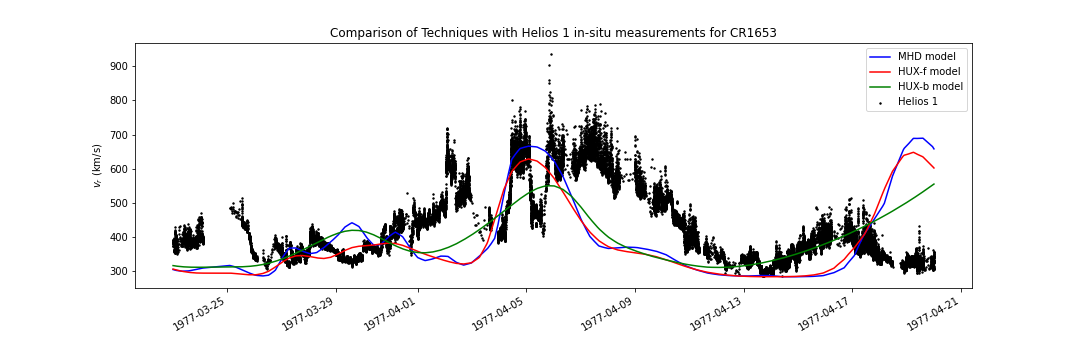 Comparison of Techniques with Helios 1 in-situ measurements for CR1653
MHD model
HUX-f model
HUX-b model
Helios 1
900
800
700
600
500
400
300
v_r (km/s)
1977-03-25
1977-03-29
1977-04-01
1977-04-05
1977-04-09
1977-04-13
1977-04-17
1977-04-21